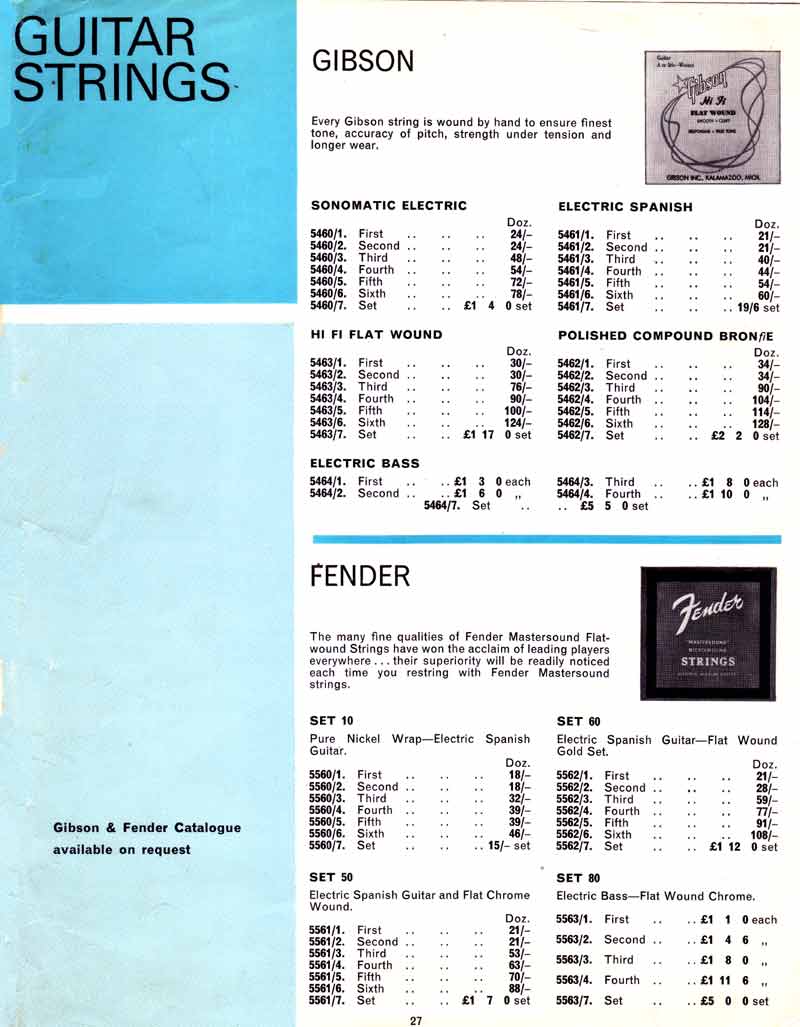 GUITAR
STRINGS
GIBSON
Every Gibson string is wound by hand to ensure finest
tone, accuracy of pitch, strength under tension and
longer wear.
Guitar
Gibson
Hi Fi
FLAT WOUND
SMOOTH • CLEAR
RESPONSIVE • TRUE TONE
GIBSON INC., KALAMAZOO, MICH.
SONOMATIC ELECTRIC
Doz.
5460/1. First .. .. .. 24/–
5460/2. Second .. .. .. 24/–
5460/3. Third .. .. .. 48/–
5460/4. Fourth .. .. .. 54/–
5460/5. Fifth .. .. .. 72/–
5460/6. Sixth .. .. .. 78/–
5460/7. Set .. .. £1 4 0 set
ELECTRIC SPANISH
Doz.
5461/1. First .. .. .. 21/–
5461/2. Second .. .. .. 21/–
5461/3. Third .. .. .. 40/–
5461/4. Fourth .. .. .. 44/–
5461/5. Fifth .. .. .. 54/–
5461/6. Sixth .. .. .. 60/–
5461/7. Set .. .. .. 19/6 set
HI FI FLAT WOUND
Doz.
5463/1. First .. .. .. 30/–
5463/2. Second .. .. .. 30/–
5463/3. Third .. .. .. 76/–
5463/4. Fourth .. .. .. 90/–
5463/5. Fifth .. .. .. 100/–
5463/6. Sixth .. .. .. 124/–
5463/7. Set .. .. £1 17 0 set
POLISHED COMPOUND BRONfiE
Doz.
5462/1. First .. .. .. 34/–
5462/2. Second .. .. .. 34/–
5462/3. Third .. .. .. 90/–
5462/4. Fourth .. .. .. 104/–
5462/5. Fifth .. .. .. 114/–
5462/6. Sixth .. .. .. 128/–
5462/7. Set .. .. £2 2 0 set
ELECTRIC BASS
5464/1. First .. .. £1 3 0 each
5464/2. Second .. .. £1 6 0 ,,
5464/3. Third .. .. £1 8 0 each
5464/4. Fourth .. .. £1 10 0 ,,
5464/7. Set .. .. £5 5 0 set
FENDER
The many fine qualities of Fender Mastersound Flat-
wound Strings have won the acclaim of leading players
everywhere ... their superiority will be readily noticed
each time you restring with Fender Mastersound
strings.
Fender
"MASTERSOUND"
STRINGS
SET 10
Pure Nickel Wrap—Electric Spanish
Guitar.
Doz.
5560/1. First .. .. .. 18/–
5560/2. Second .. .. .. 18/–
5560/3. Third .. .. .. 32/–
5560/4. Fourth .. .. .. 39/–
5560/5. Fifth .. .. .. 39/–
5560/6. Sixth .. .. .. 46/–
5560/7. Set .. .. .. 15/– set
SET 60
Electric Spanish Guitar—Flat Wound
Gold Set.
Doz.
5562/1. First .. .. .. 21/–
5562/2. Second .. .. .. 28/–
5562/3. Third .. .. .. 59/–
5562/4. Fourth .. .. .. 77/–
5562/5. Fifth .. .. .. 91/–
5562/6. Sixth .. .. .. 108/–
5562/7. Set .. .. £1 12 0 set
Gibson & Fender Catalogue
available on request
SET 50
Electric Spanish Guitar and Flat Chrome
Wound.
Doz.
5561/1. First .. .. .. 21/–
5561/2. Second .. .. .. 21/–
5561/3. Third .. .. .. 53/–
5561/4. Fourth .. .. .. 63/–
5561/5. Fifth .. .. .. 70/–
5561/6. Sixth .. .. .. 88/–
5561/7. Set .. .. £1 7 0 set
SET 80
Electric Bass—Flat Wound Chrome.
5563/1. First .. .. £1 1 0 each
5563/2. Second .. .. £1 4 6 ,,
5563/3. Third .. .. £1 8 0 ,,
5563/4. Fourth .. .. £1 11 6 ,,
5563/7. Set .. .. £5 0 0 set
27